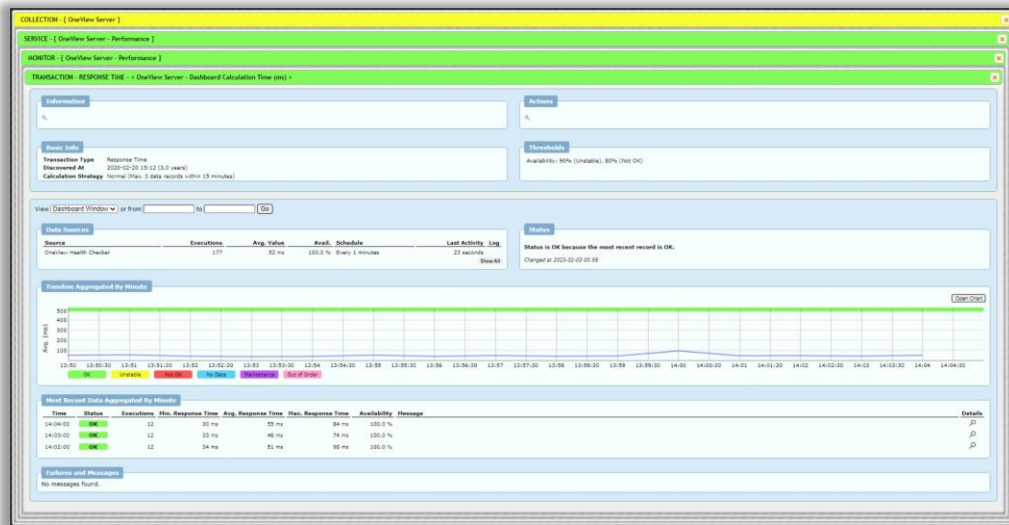 COLLECTION - [ OneView Server ]
SERVICE - [ OneView Server - Performance ]
MONITOR - [ OneView Server - Performance ]
TRANSACTION - RESPONSE TIME - < OneView Server - Dashboard Calculation Time (ms) >
Information
Actions
Basic Info
Transaction Type Response Time
Discovered At 2020-02-20 15:12 (3.0 years)
Calculation Strategy Normal (Max. 3 data records within 15 minutes)
Thresholds
Availability: 90% (Unstable), 80% (Not OK)
View Dashboard Window or from to Go
Data Sources
Source Executions Avg. Value Avail. Schedule Last Activity Log
OneView Health Checker 177 52 ms 100.0 % Every 1 minutes 23 seconds
Show All
Status
Status is OK because the most recent record is OK.
Changed at 2023-02-03 00:55
Timeline Aggregated By Minute
Open Chart
Avg. (ms)
500
400
300
200
100
13:50 13:50:30 13:51 13:51:30 13:52 13:52:30 13:53 13:53:30 13:54 13:54:30 13:55 13:55:30 13:56 13:56:30 13:57 13:57:30 13:58 13:58:30 13:59 13:59:30 14:00 14:00:30 14:01 14:01:30 14:02 14:02:30 14:03 14:03:30 14:04 14:04:30
OK Unstable Not OK No Data Maintenance Out of Order
Most Recent Data Aggregated By Minute
Time Status Executions Min. Response Time Avg. Response Time Max. Response Time Availability Message Details
14:04:00 OK 12 30 ms 55 ms 84 ms 100.0 %
14:03:00 OK 12 33 ms 46 ms 74 ms 100.0 %
14:02:00 OK 12 34 ms 51 ms 98 ms 100.0 %
Failures and Messages
No messages found.